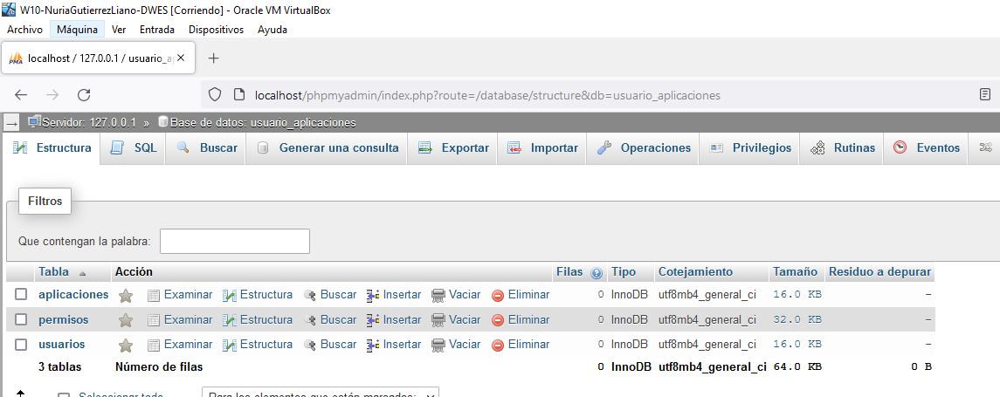 W10-NuriaGutierrezLiano-DWES [Corriendo] - Oracle VM VirtualBox
Archivo Máquina Ver Entrada Dispositivos Ayuda
PMA localhost / 127.0.0.1 / usuario_ap
localhost/phpmyadmin/index.php?route=/database/structure&db=usuario_aplicaciones
Servidor: 127.0.0.1 » Base de datos: usuario_aplicaciones
Estructura SQL Buscar Generar una consulta Exportar Importar Operaciones Privilegios Rutinas Eventos
Filtros
Que contengan la palabra:
Tabla Acción Filas Tipo Cotejamiento Tamaño Residuo a depurar
aplicaciones Examinar Estructura Buscar Insertar Vaciar Eliminar 0 InnoDB utf8mb4_general_ci 16.0 KB –
permisos Examinar Estructura Buscar Insertar Vaciar Eliminar 0 InnoDB utf8mb4_general_ci 32.0 KB –
usuarios Examinar Estructura Buscar Insertar Vaciar Eliminar 0 InnoDB utf8mb4_general_ci 16.0 KB –
3 tablas Número de filas 0 InnoDB utf8mb4_general_ci 64.0 KB 0 B
Seleccionar todo Para los elementos que están marcados: